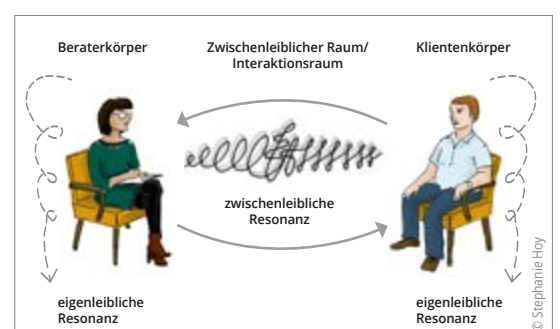 Beraterkörper
Zwischenleiblicher Raum/
Interaktionsraum
Klientenkörper
zwischenleibliche
Resonanz
eigenleibliche
Resonanz
eigenleibliche
Resonanz
© Stephanie Hoy